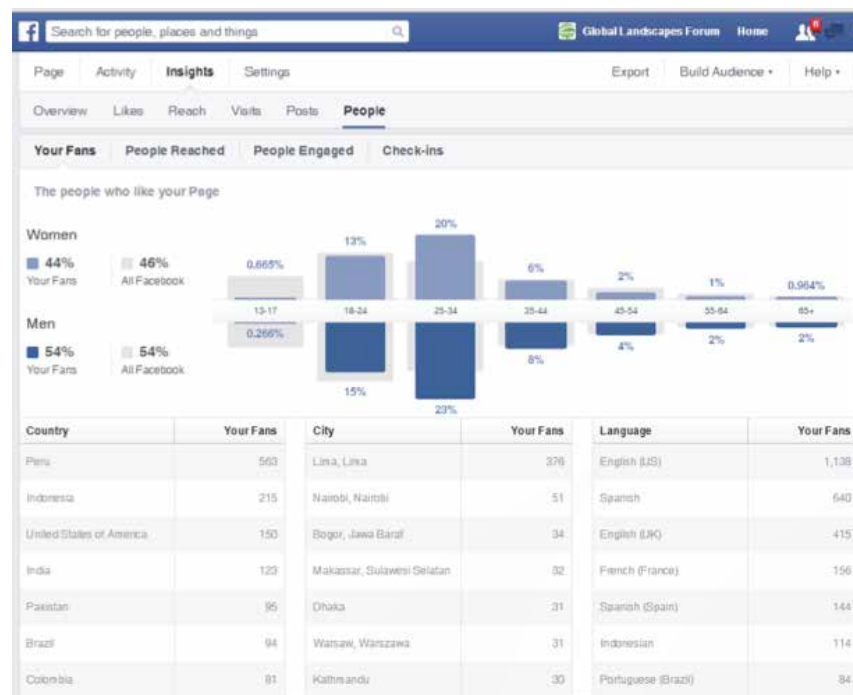 f Search for people, places and things Global Landscapes Forum Home 6
Page Activity Insights Settings Export Build Audience Help
Overview Likes Reach Visits Posts People
Your Fans People Reached People Engaged Check-ins
The people who like your Page
Women
44% 46%
Your Fans All Facebook
0.665% 13% 20% 6% 2% 1% 0.964%
13-17 18-24 25-34 35-44 45-54 55-64 65+
Men
54% 54%
Your Fans All Facebook
0.266% 15% 23% 8% 4% 2% 2%
Country Your Fans City Your Fans Language Your Fans
Peru 563 Lima, Lima 376 English (US) 1,138
Indonesia 215 Nairobi, Nairobi 51 Spanish 640
United States of America 150 Bogor, Jawa Barat 34 English (UK) 415
India 123 Makassar, Sulawesi Selatan 32 French (France) 156
Pakistan 95 Dhaka 31 Spanish (Spain) 144
Brazil 94 Warsaw, Warszawa 31 Indonesian 114
Colombia 81 Kathmandu 30 Portuguese (Brazil) 84